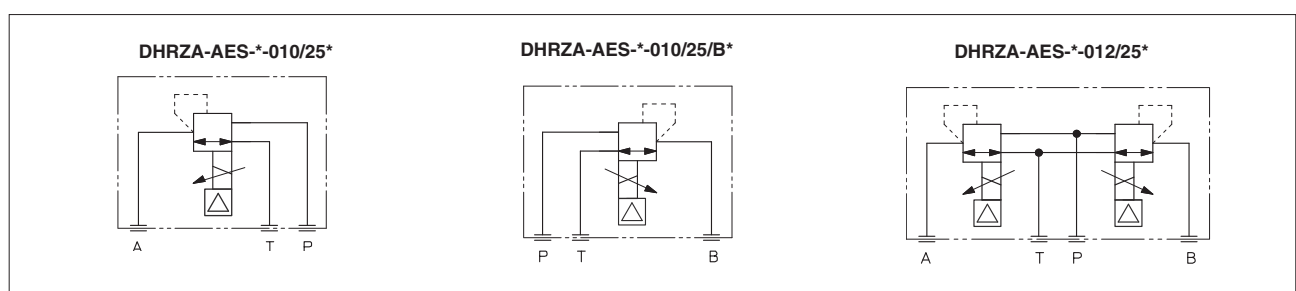 DHRZA-AES-*-010/25*
DHRZA-AES-*-010/25/B*
DHRZA-AES-*-012/25*
A T P
P T B
A T P B